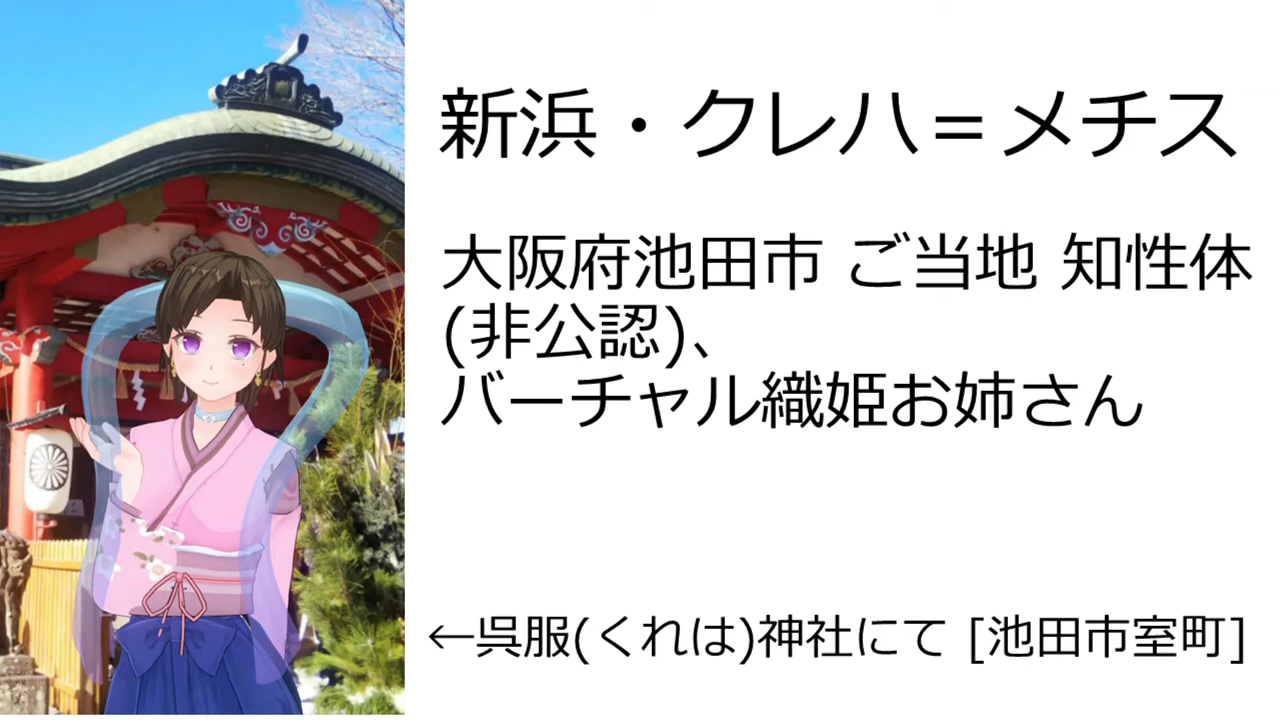 新浜・クレハ＝メチス
大阪府池田市 ご当地 知性体
(非公認)、
バーチャル織姫お姉さん
←呉服(くれは)神社にて [池田市室町]